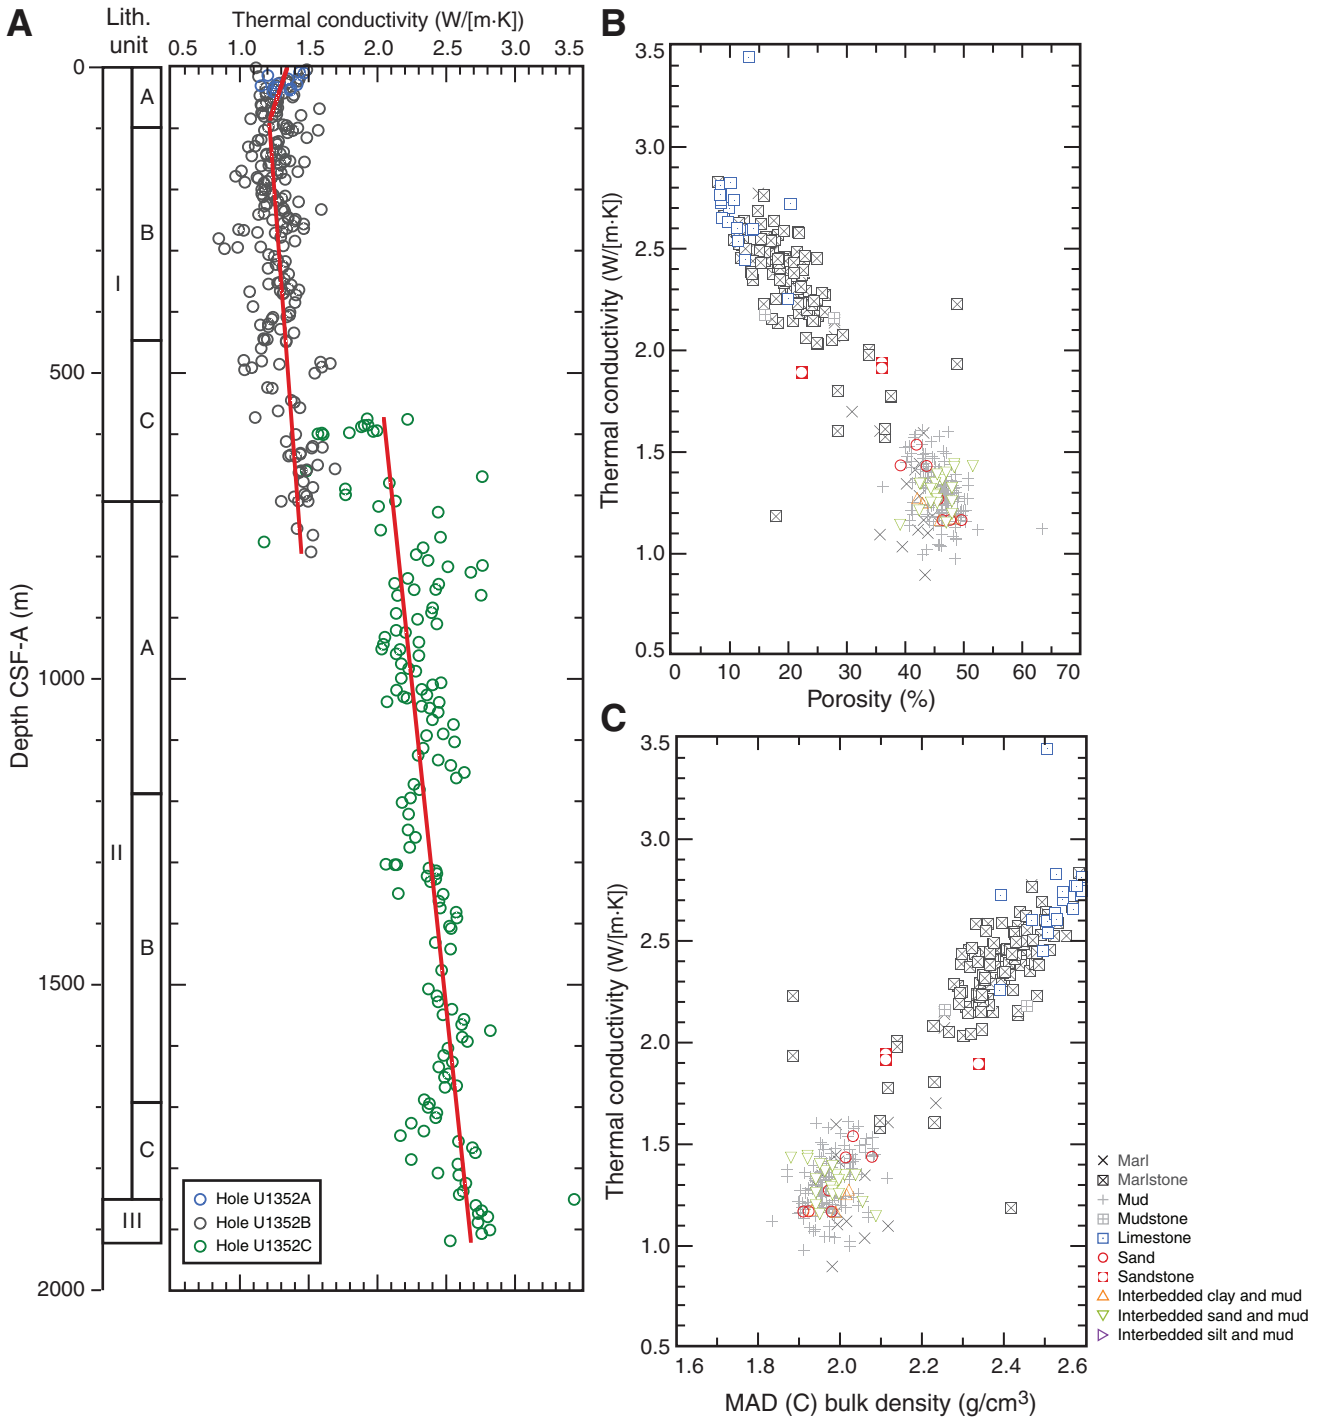 A
Lith.
unit
Thermal conductivity (W/[m·K])
0.5 1.0 1.5 2.0 2.5 3.0 3.5
0
500
1000
1500
2000
Depth CSF-A (m)
I
II
III
A
B
C
A
B
C
Hole U1352A
Hole U1352B
Hole U1352C
B
3.5
3.0
2.5
2.0
1.5
1.0
0.5
Thermal conductivity (W/[m·K])
0 10 20 30 40 50 60 70
Porosity (%)
C
3.5
3.0
2.5
2.0
1.5
1.0
0.5
Thermal conductivity (W/[m·K])
1.6 1.8 2.0 2.2 2.4 2.6
MAD (C) bulk density (g/cm³)
Marl
Marlstone
Mud
Mudstone
Limestone
Sand
Sandstone
Interbedded clay and mud
Interbedded sand and mud
Interbedded silt and mud